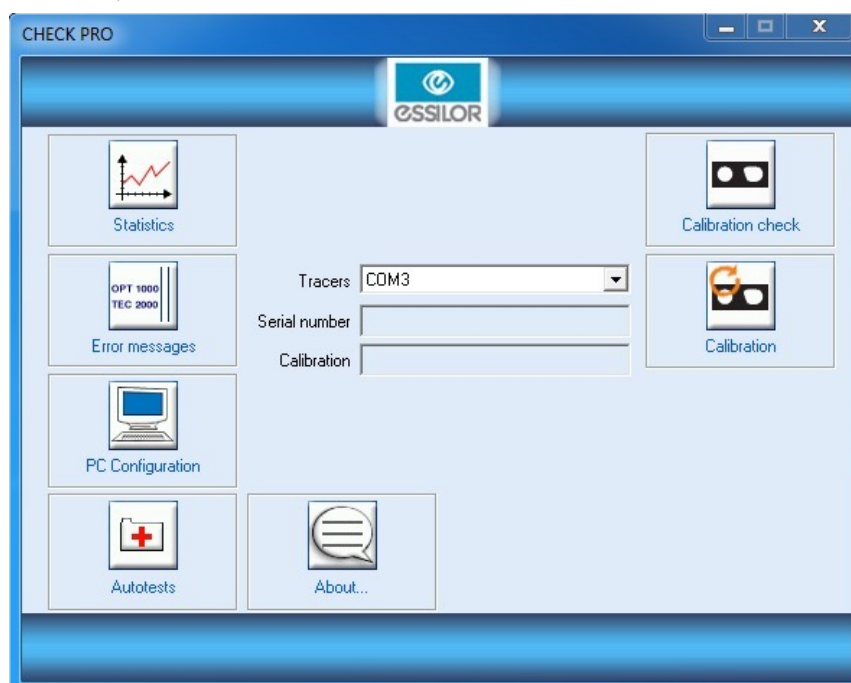 CHECK PRO
essilor
Statistics
Calibration check
OPT 1000
TEC 2000
Error messages
Tracers COM3
Serial number
Calibration
Calibration
PC Configuration
Autotests
About...